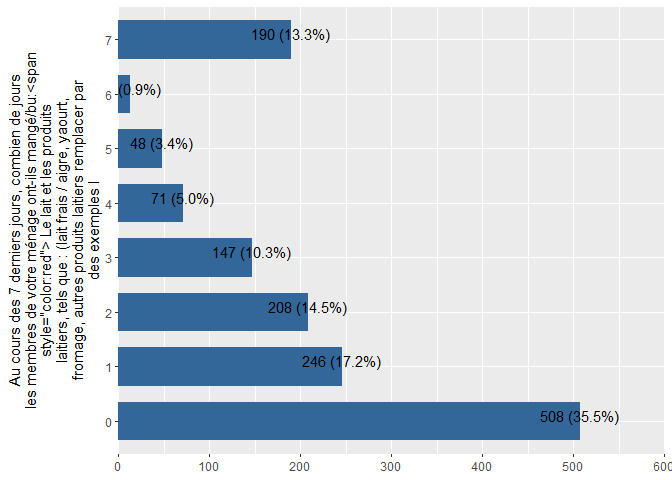 Au cours des 7 derniers jours, combien de jours
les membres de votre ménage ont-ils mangé/bu:<span
style="color:red"> Le lait et les produits
laitiers, tels que : (lait frais / aigre, yaourt,
fromage, autres produits laitiers remplacer par
des exemples l
7
190 (13.3%)
6
(0.9%)
5
48 (3.4%)
4
71 (5.0%)
3
147 (10.3%)
2
208 (14.5%)
1
246 (17.2%)
0
508 (35.5%)
0 100 200 300 400 500 600